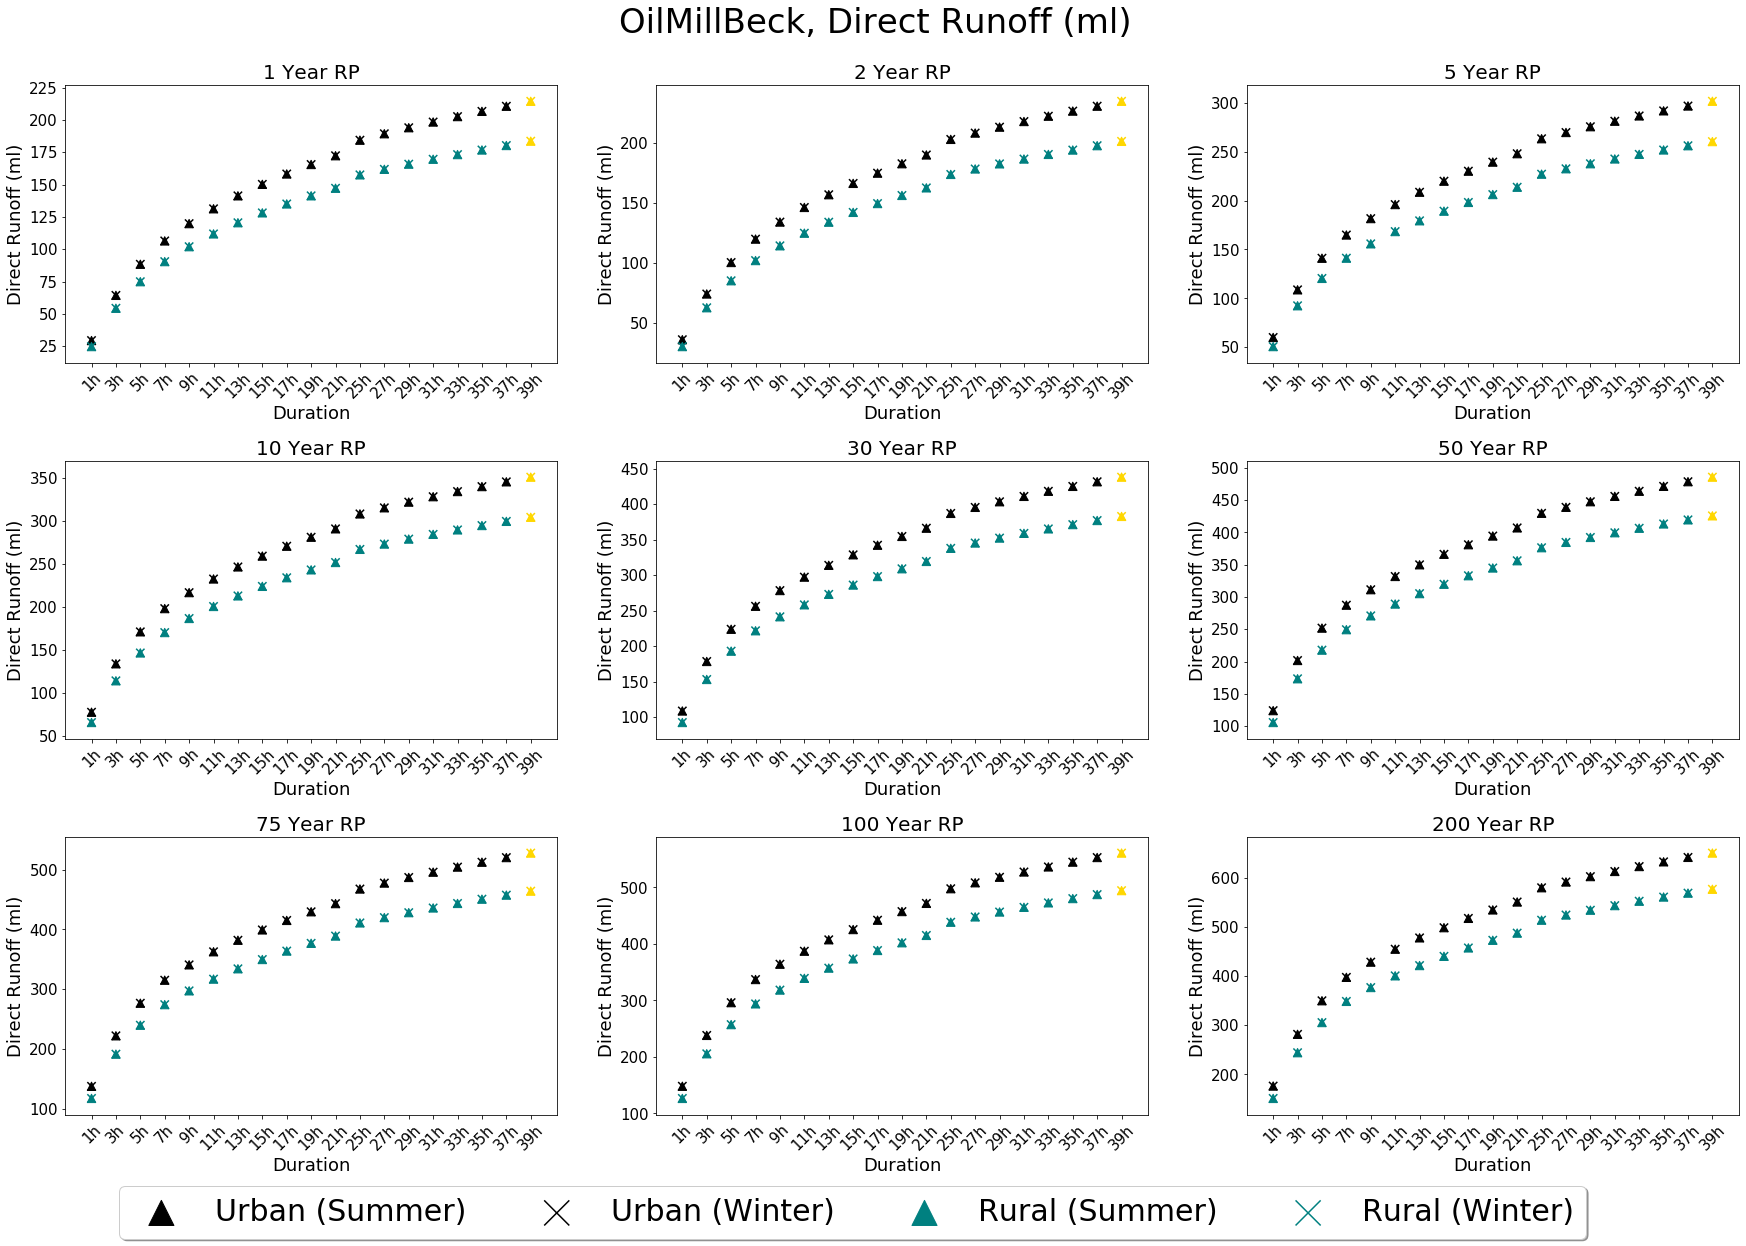 OilMillBeck, Direct Runoff (ml)
1 Year RP
Direct Runoff (ml)
225
200
175
150
125
100
75
50
25
1h 3h 5h 7h 9h 11h 13h 15h 17h 19h 21h 25h 27h 29h 31h 33h 35h 37h 39h
Duration
2 Year RP
Direct Runoff (ml)
200
150
100
50
1h 3h 5h 7h 9h 11h 13h 15h 17h 19h 21h 25h 27h 29h 31h 33h 35h 37h 39h
Duration
5 Year RP
Direct Runoff (ml)
300
250
200
150
100
50
1h 3h 5h 7h 9h 11h 13h 15h 17h 19h 21h 25h 27h 29h 31h 33h 35h 37h 39h
Duration
10 Year RP
Direct Runoff (ml)
350
300
250
200
150
100
50
1h 3h 5h 7h 9h 11h 13h 15h 17h 19h 21h 25h 27h 29h 31h 33h 35h 37h 39h
Duration
30 Year RP
Direct Runoff (ml)
450
400
350
300
250
200
150
100
1h 3h 5h 7h 9h 11h 13h 15h 17h 19h 21h 25h 27h 29h 31h 33h 35h 37h 39h
Duration
50 Year RP
Direct Runoff (ml)
500
450
400
350
300
250
200
150
100
1h 3h 5h 7h 9h 11h 13h 15h 17h 19h 21h 25h 27h 29h 31h 33h 35h 37h 39h
Duration
75 Year RP
Direct Runoff (ml)
500
400
300
200
100
1h 3h 5h 7h 9h 11h 13h 15h 17h 19h 21h 25h 27h 29h 31h 33h 35h 37h 39h
Duration
100 Year RP
Direct Runoff (ml)
500
400
300
200
100
1h 3h 5h 7h 9h 11h 13h 15h 17h 19h 21h 25h 27h 29h 31h 33h 35h 37h 39h
Duration
200 Year RP
Direct Runoff (ml)
600
500
400
300
200
1h 3h 5h 7h 9h 11h 13h 15h 17h 19h 21h 25h 27h 29h 31h 33h 35h 37h 39h
Duration
Urban (Summer) Urban (Winter) Rural (Summer) Rural (Winter)